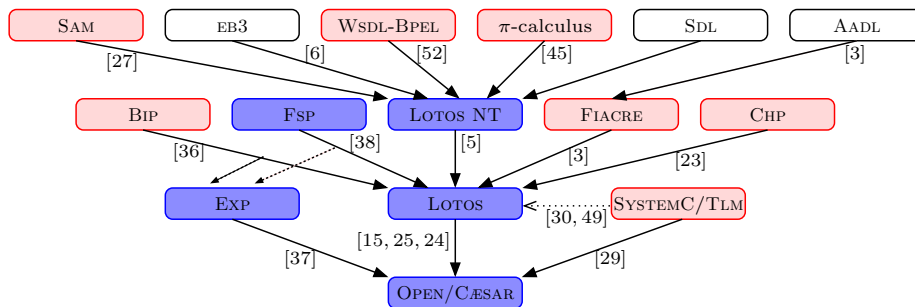 SAM EB3 WSDL-BPEL π-calculus SDL AADL
[27] [6] [52] [45] [3]
BIP FSP LOTOS NT FIACRE CHP
[36] [38] [5] [3] [23]
EXP LOTOS SYSTEMC/TLM
[30, 49]
[37] [15, 25, 24] [29]
OPEN/CÆSAR